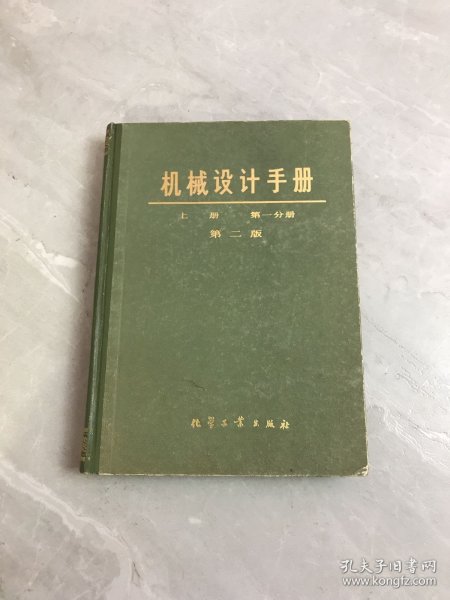 机械设计手册
上 册 第一分册
第二版
化学工业出版社
孔夫子旧书网
www.kongfz.com